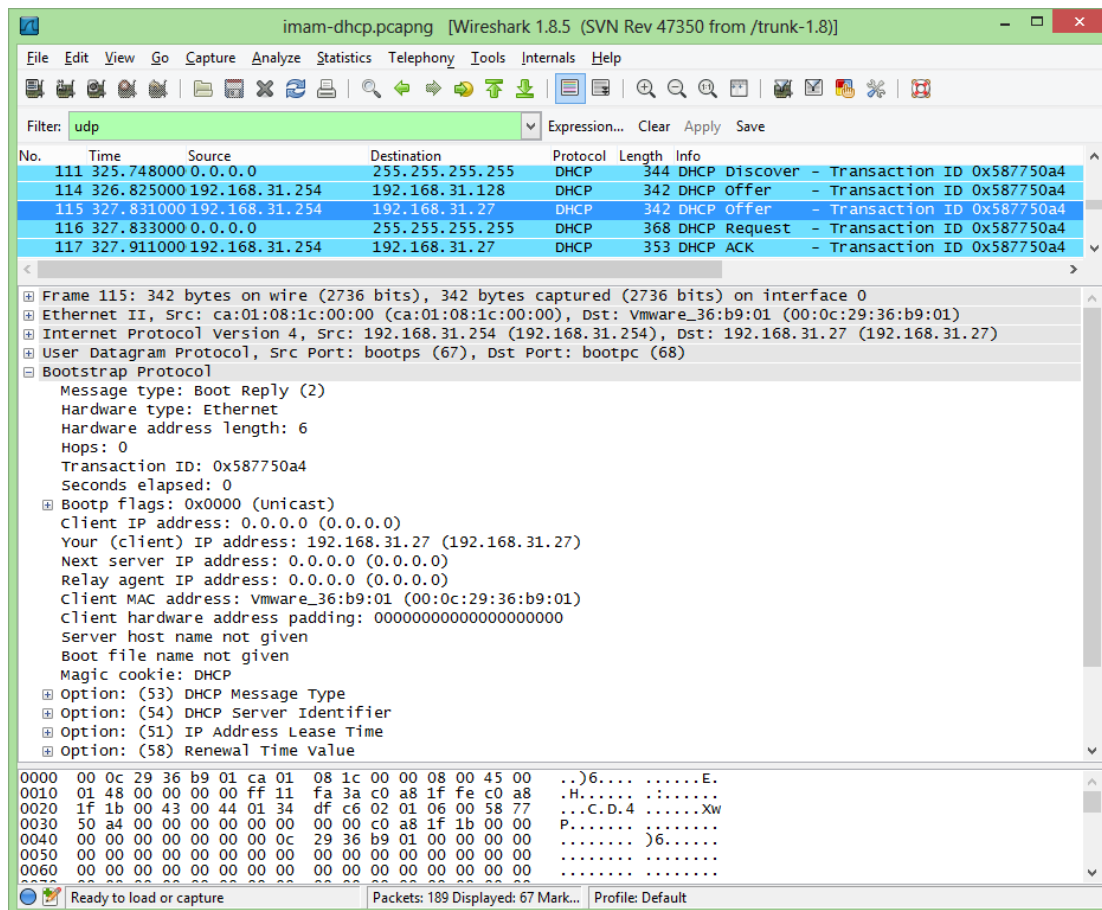 imam-dhcp.pcapng [Wireshark 1.8.5 (SVN Rev 47350 from /trunk-1.8)]
File Edit View Go Capture Analyze Statistics Telephony Tools Internals Help
Filter: udp Expression... Clear Apply Save
No. Time Source Destination Protocol Length Info
111 325.748000 0.0.0.0 255.255.255.255 DHCP 344 DHCP Discover - Transaction ID 0x587750a4
114 326.825000 192.168.31.254 192.168.31.128 DHCP 342 DHCP Offer - Transaction ID 0x587750a4
115 327.831000 192.168.31.254 192.168.31.27 DHCP 342 DHCP Offer - Transaction ID 0x587750a4
116 327.833000 0.0.0.0 255.255.255.255 DHCP 368 DHCP Request - Transaction ID 0x587750a4
117 327.911000 192.168.31.254 192.168.31.27 DHCP 353 DHCP ACK - Transaction ID 0x587750a4
Frame 115: 342 bytes on wire (2736 bits), 342 bytes captured (2736 bits) on interface 0
Ethernet II, Src: ca:01:08:1c:00:00 (ca:01:08:1c:00:00), Dst: Vmware_36:b9:01 (00:0c:29:36:b9:01)
Internet Protocol Version 4, Src: 192.168.31.254 (192.168.31.254), Dst: 192.168.31.27 (192.168.31.27)
User Datagram Protocol, Src Port: bootps (67), Dst Port: bootpc (68)
Bootstrap Protocol
Message type: Boot Reply (2)
Hardware type: Ethernet
Hardware address length: 6
Hops: 0
Transaction ID: 0x587750a4
Seconds elapsed: 0
Bootp flags: 0x0000 (Unicast)
Client IP address: 0.0.0.0 (0.0.0.0)
Your (client) IP address: 192.168.31.27 (192.168.31.27)
Next server IP address: 0.0.0.0 (0.0.0.0)
Relay agent IP address: 0.0.0.0 (0.0.0.0)
Client MAC address: Vmware_36:b9:01 (00:0c:29:36:b9:01)
Client hardware address padding: 00000000000000000000
Server host name not given
Boot file name not given
Magic cookie: DHCP
Option: (53) DHCP Message Type
Option: (54) DHCP Server Identifier
Option: (51) IP Address Lease Time
Option: (58) Renewal Time Value
0000 00 0c 29 36 b9 01 ca 01 08 1c 00 00 08 00 45 00 ..)6.... ......E.
0010 01 48 00 00 00 00 ff 11 fa 3a c0 a8 1f fe c0 a8 .H...... .:......
0020 1f 1b 00 43 00 44 01 34 df c6 02 01 06 00 58 77 ...C.D.4 ......Xw
0030 50 a4 00 00 00 00 00 00 00 00 c0 a8 1f 1b 00 00 P....... ........
0040 00 00 00 00 00 00 00 0c 29 36 b9 01 00 00 00 00 ........ )6......
0050 00 00 00 00 00 00 00 00 00 00 00 00 00 00 00 00 ........ ........
0060 00 00 00 00 00 00 00 00 00 00 00 00 00 00 00 00 ........ ........
Ready to load or capture Packets: 189 Displayed: 67 Mark... Profile: Default